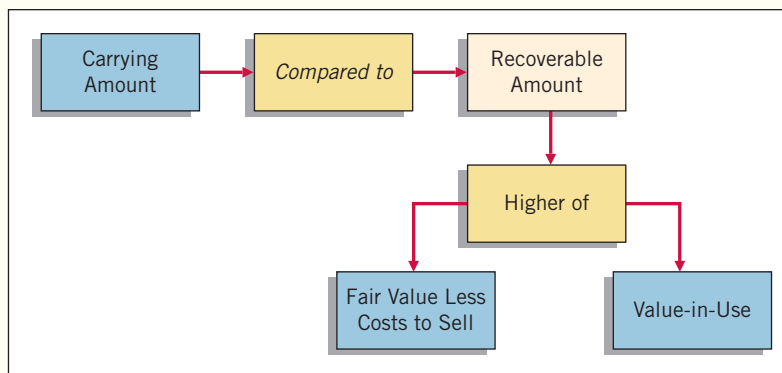 Carrying
Amount
Compared to
Recoverable
Amount
Higher of
Fair Value Less
Costs to Sell
Value-in-Use